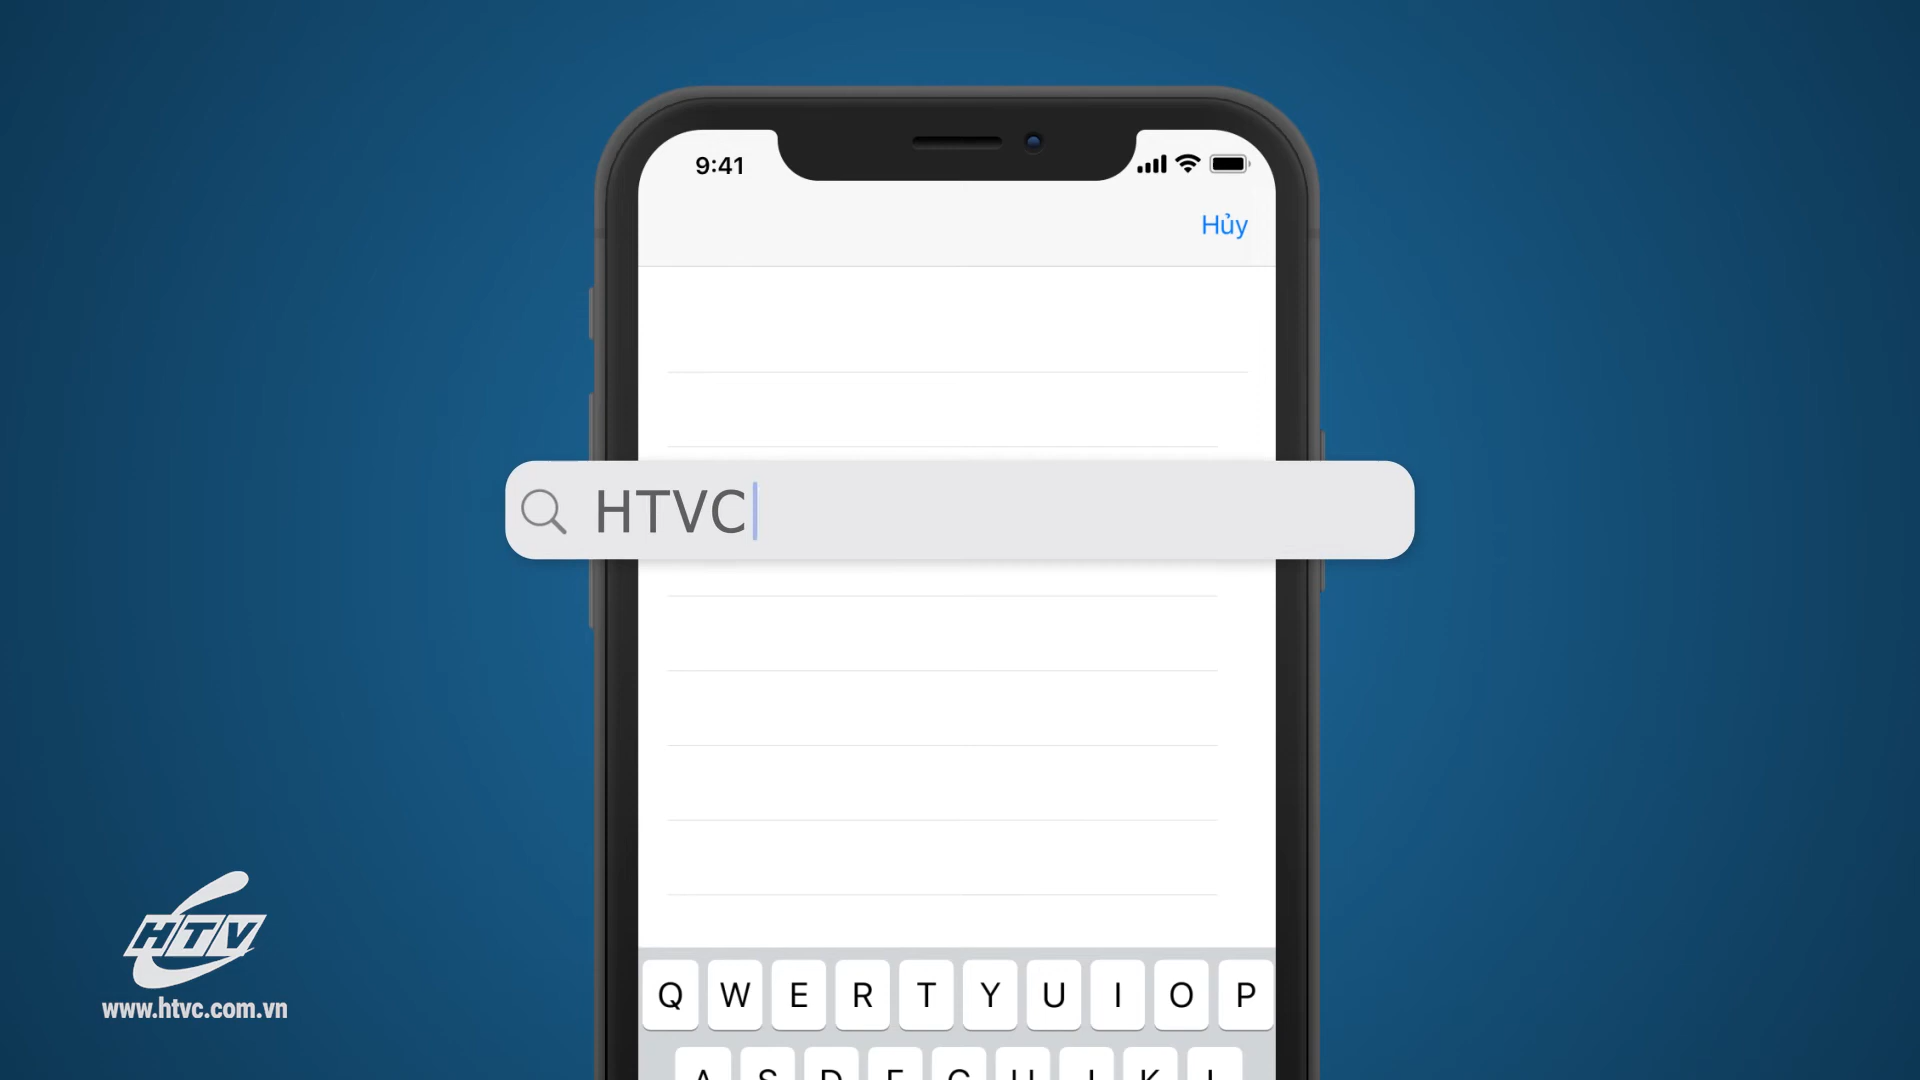 9:41
Hủy
HTVC
HTV
www.htvc.com.vn
Q W E R T Y U I O P
A S D F G H J K L